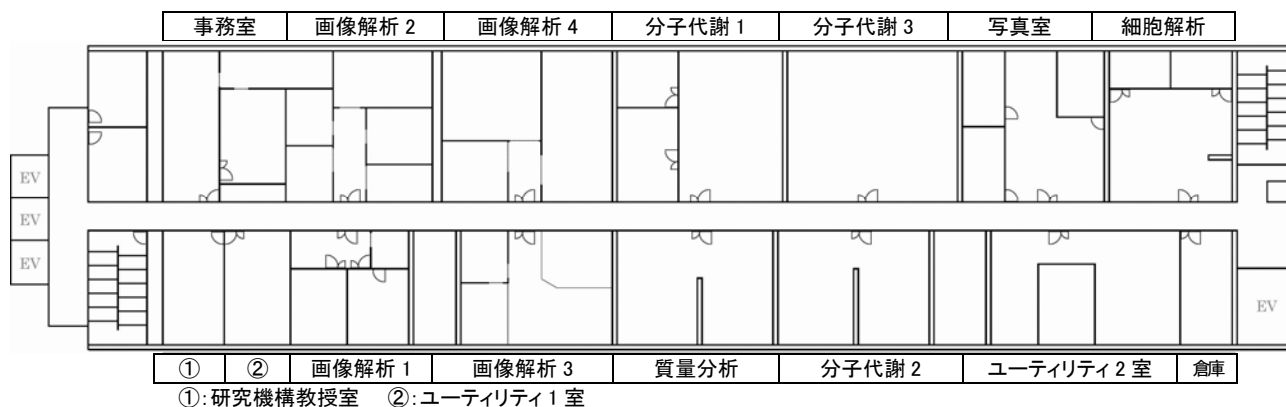 事務室 画像解析 2 画像解析 4 分子代謝 1 分子代謝 3 写真室 細胞解析
EV
EV
EV
EV
① ② 画像解析 1 画像解析 3 質量分析 分子代謝 2 ユーティリティ 2 室 倉庫
①：研究機構教授室 ②：ユーティリティ 1 室